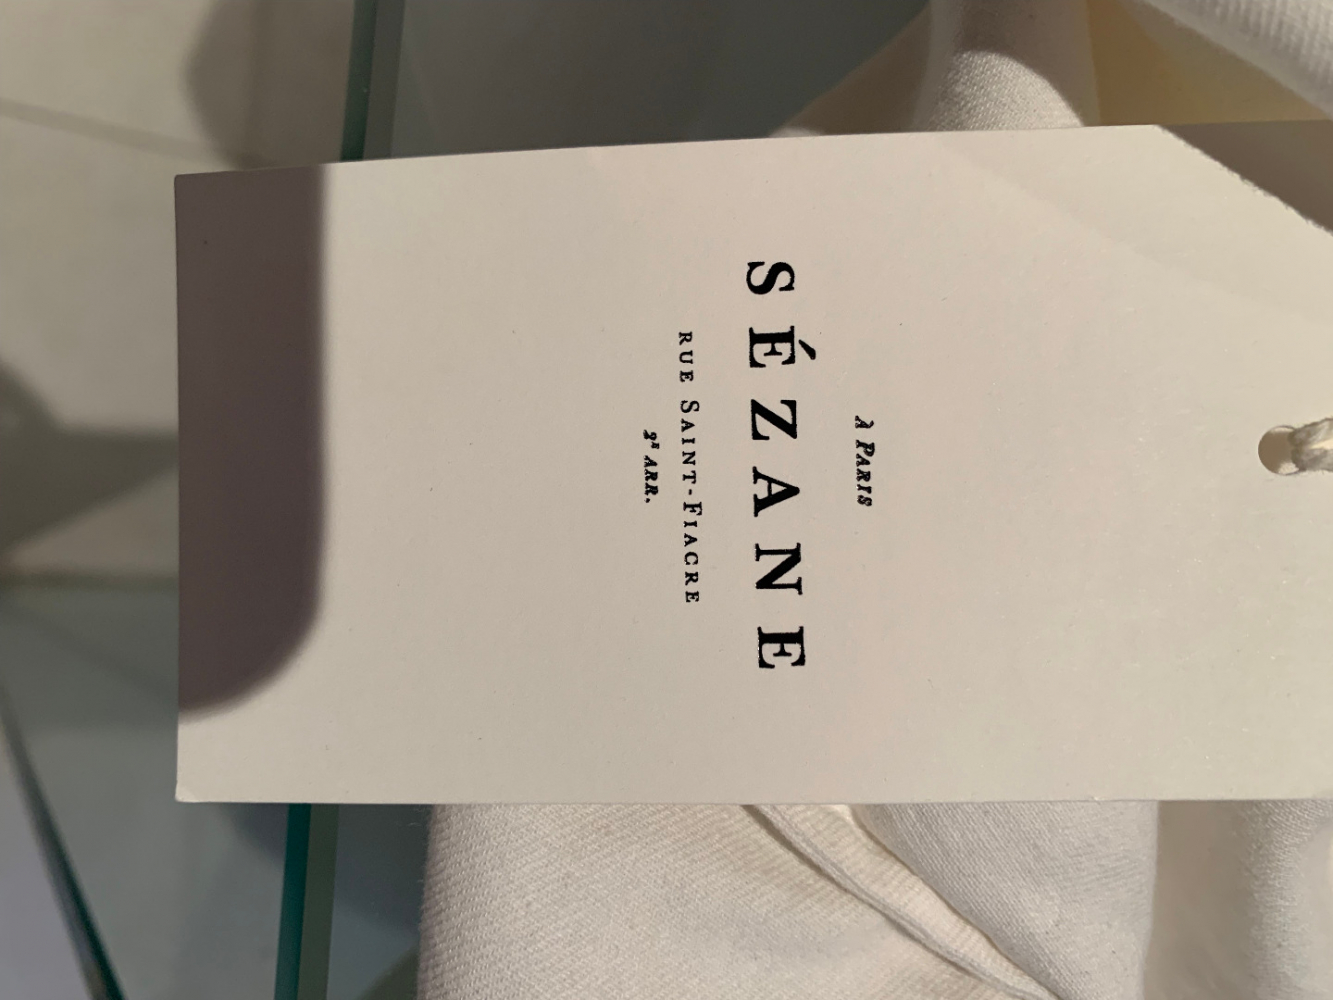 À PARIS
SÉZANE
RUE SAINT-FIACRE
2E ARR.